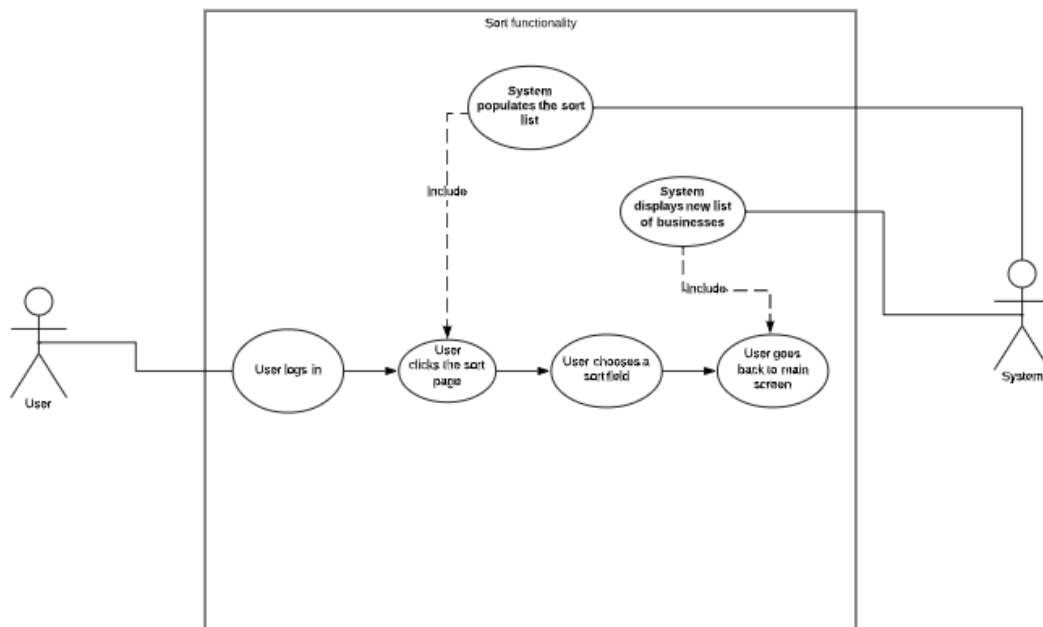 Sort functionality
System
populates the sort
list
Include
System
displays new list
of businesses
Include
User logs in
User
clicks the sort
page
User chooses a
sort field
User goes
back to main
screen
User
System